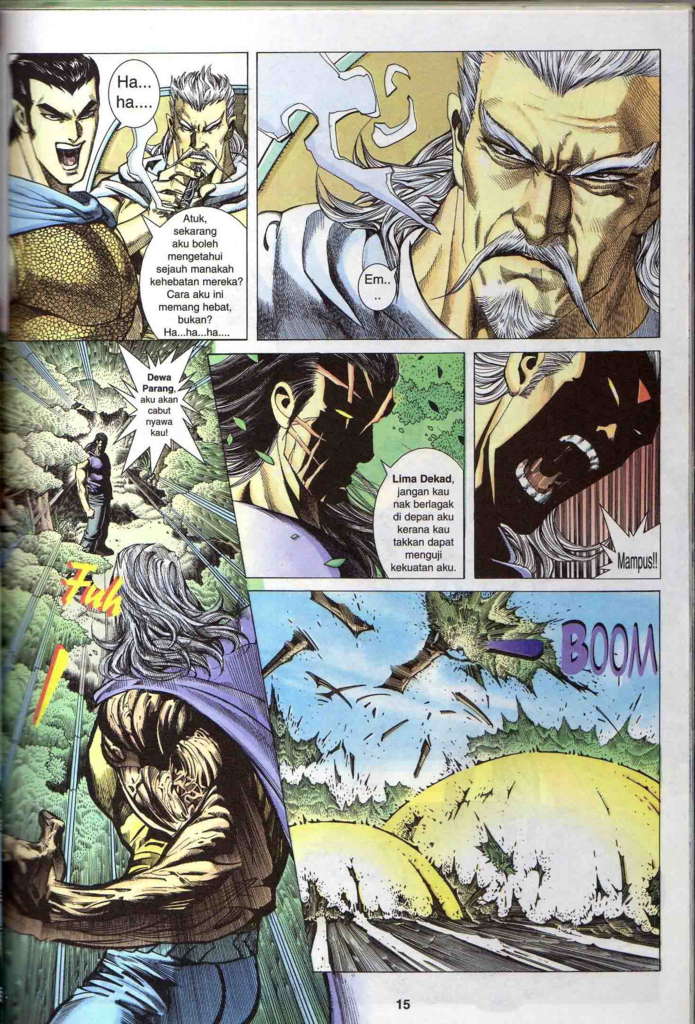 Ha...
ha....
Atuk,
sekarang
aku boleh
mengetahui
sejauh manakah
kehebatan mereka?
Cara aku ini
memang hebat,
bukan?
Ha...ha...ha....
Em..
..
Dewa
Parang,
aku akan
cabut
nyawa
kau!
Lima Dekad,
jangan kau
nak berlagak
di depan aku
kerana kau
takkan dapat
menguji
kekuatan aku.
Mampus!!
Fuh
!
BOOM
15